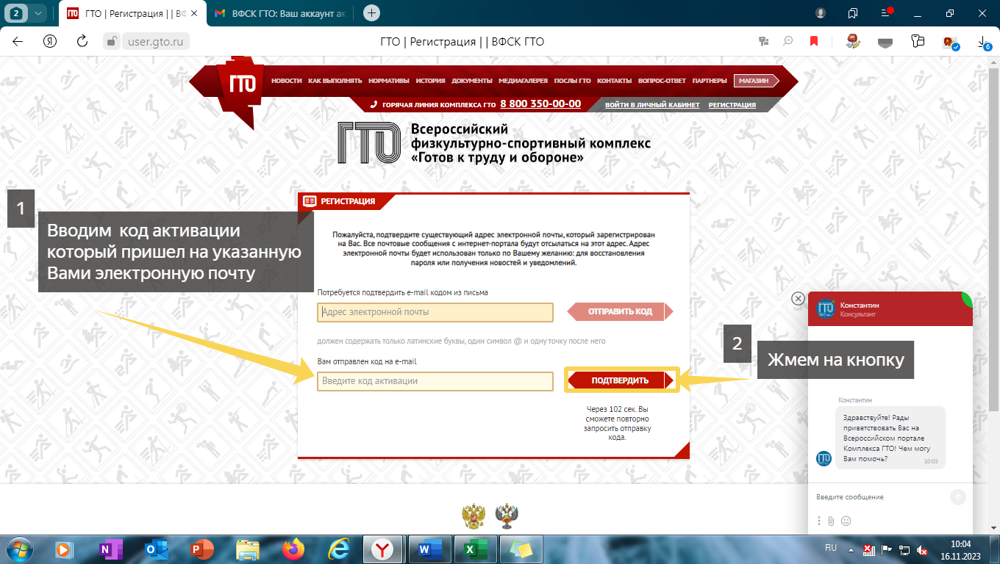 2
ГТО | Регистрация | | ВФ
ВФСК ГТО: Ваш аккаунт ак
user.gto.ru
ГТО | Регистрация | | ВФСК ГТО
6
ГТО
НОВОСТИ КАК ВЫПОЛНЯТЬ НОРМАТИВЫ ИСТОРИЯ ДОКУМЕНТЫ МЕДИАГАЛЕРЕЯ ПОСЛЫ ГТО КОНТАКТЫ ВОПРОС-ОТВЕТ ПАРТНЕРЫ МАГАЗИН
ГОРЯЧАЯ ЛИНИЯ КОМПЛЕКСА ГТО 8 800 350-00-00 ВОЙТИ В ЛИЧНЫЙ КАБИНЕТ РЕГИСТРАЦИЯ
ГТО
Всероссийский
физкультурно-спортивный комплекс
«Готов к труду и обороне»
РЕГИСТРАЦИЯ
1
Вводим код активации
который пришел на указанную
Вами электронную почту
Пожалуйста, подтвердите существующий адрес электронной почты, который зарегистрирован
на Вас. Все почтовые сообщения с интернет-портала будут отсылаться на этот адрес. Адрес
электронной почты будет использован только по Вашему желанию: для восстановления
пароля или получения новостей и уведомлений.
Потребуется подтвердить e-mail кодом из письма
Адрес электронной почты
ОТПРАВИТЬ КОД
должен содержать только латинские буквы, один символ @ и одну точку после него
Вам отправлен код на e-mail
Введите код активации
ПОДТВЕРДИТЬ
Через 102 сек. Вы
сможете повторно
запросить отправку
кода.
2
Жмем на кнопку
Константин
Консультант
Константин
Здравствуйте! Рады
приветствовать Вас на
Всероссийском портале
Комплекса ГТО! Чем могу
Вам помочь?
10:03
ГТО
Введите сообщение
RU
10:04
16.11.2023